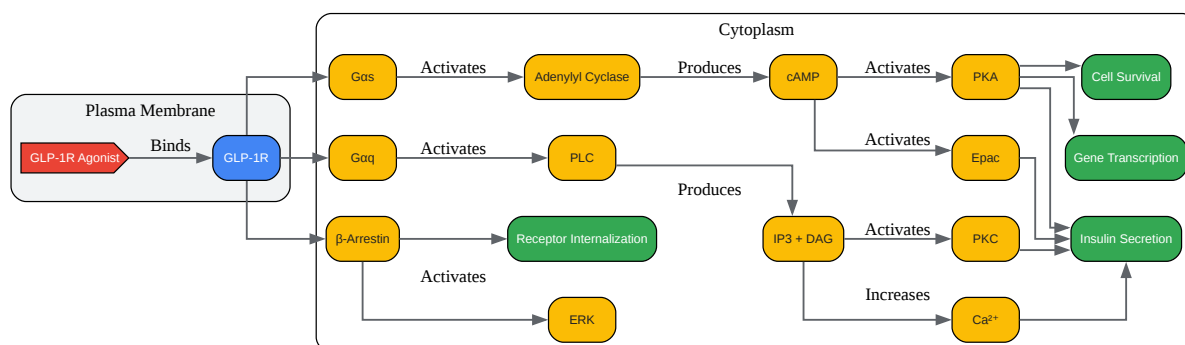 Cytoplasm
Gαs
Activates
Adenylyl Cyclase
Produces
cAMP
Activates
PKA
Cell Survival
Plasma Membrane
GLP-1R Agonist
Binds
GLP-1R
Gαq
Activates
PLC
Activates
Epac
Gene Transcription
Produces
β-Arrestin
Receptor Internalization
IP3 + DAG
Activates
PKC
Insulin Secretion
Activates
Increases
ERK
Ca²⁺